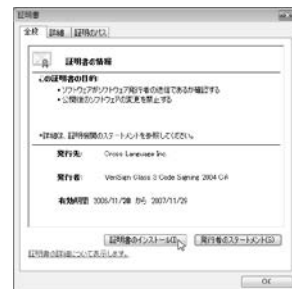 証明書
全般 詳細 証明のパス
証明書の情報
この証明書の目的:
・ソフトウェアがソフトウェア発行者の送信であるか確認する
・公開後のソフトウェアの変更を禁止する
*詳細は、証明機関のステートメントを参照してください。
発行先: Cross Language Inc.
発行者: VeriSign Class 3 Code Signing 2004 CA
有効期間 2006/11/28 から 2007/11/29
証明書のインストール(I)... 発行者のステートメント(S)
証明書の詳細について表示します。
OK